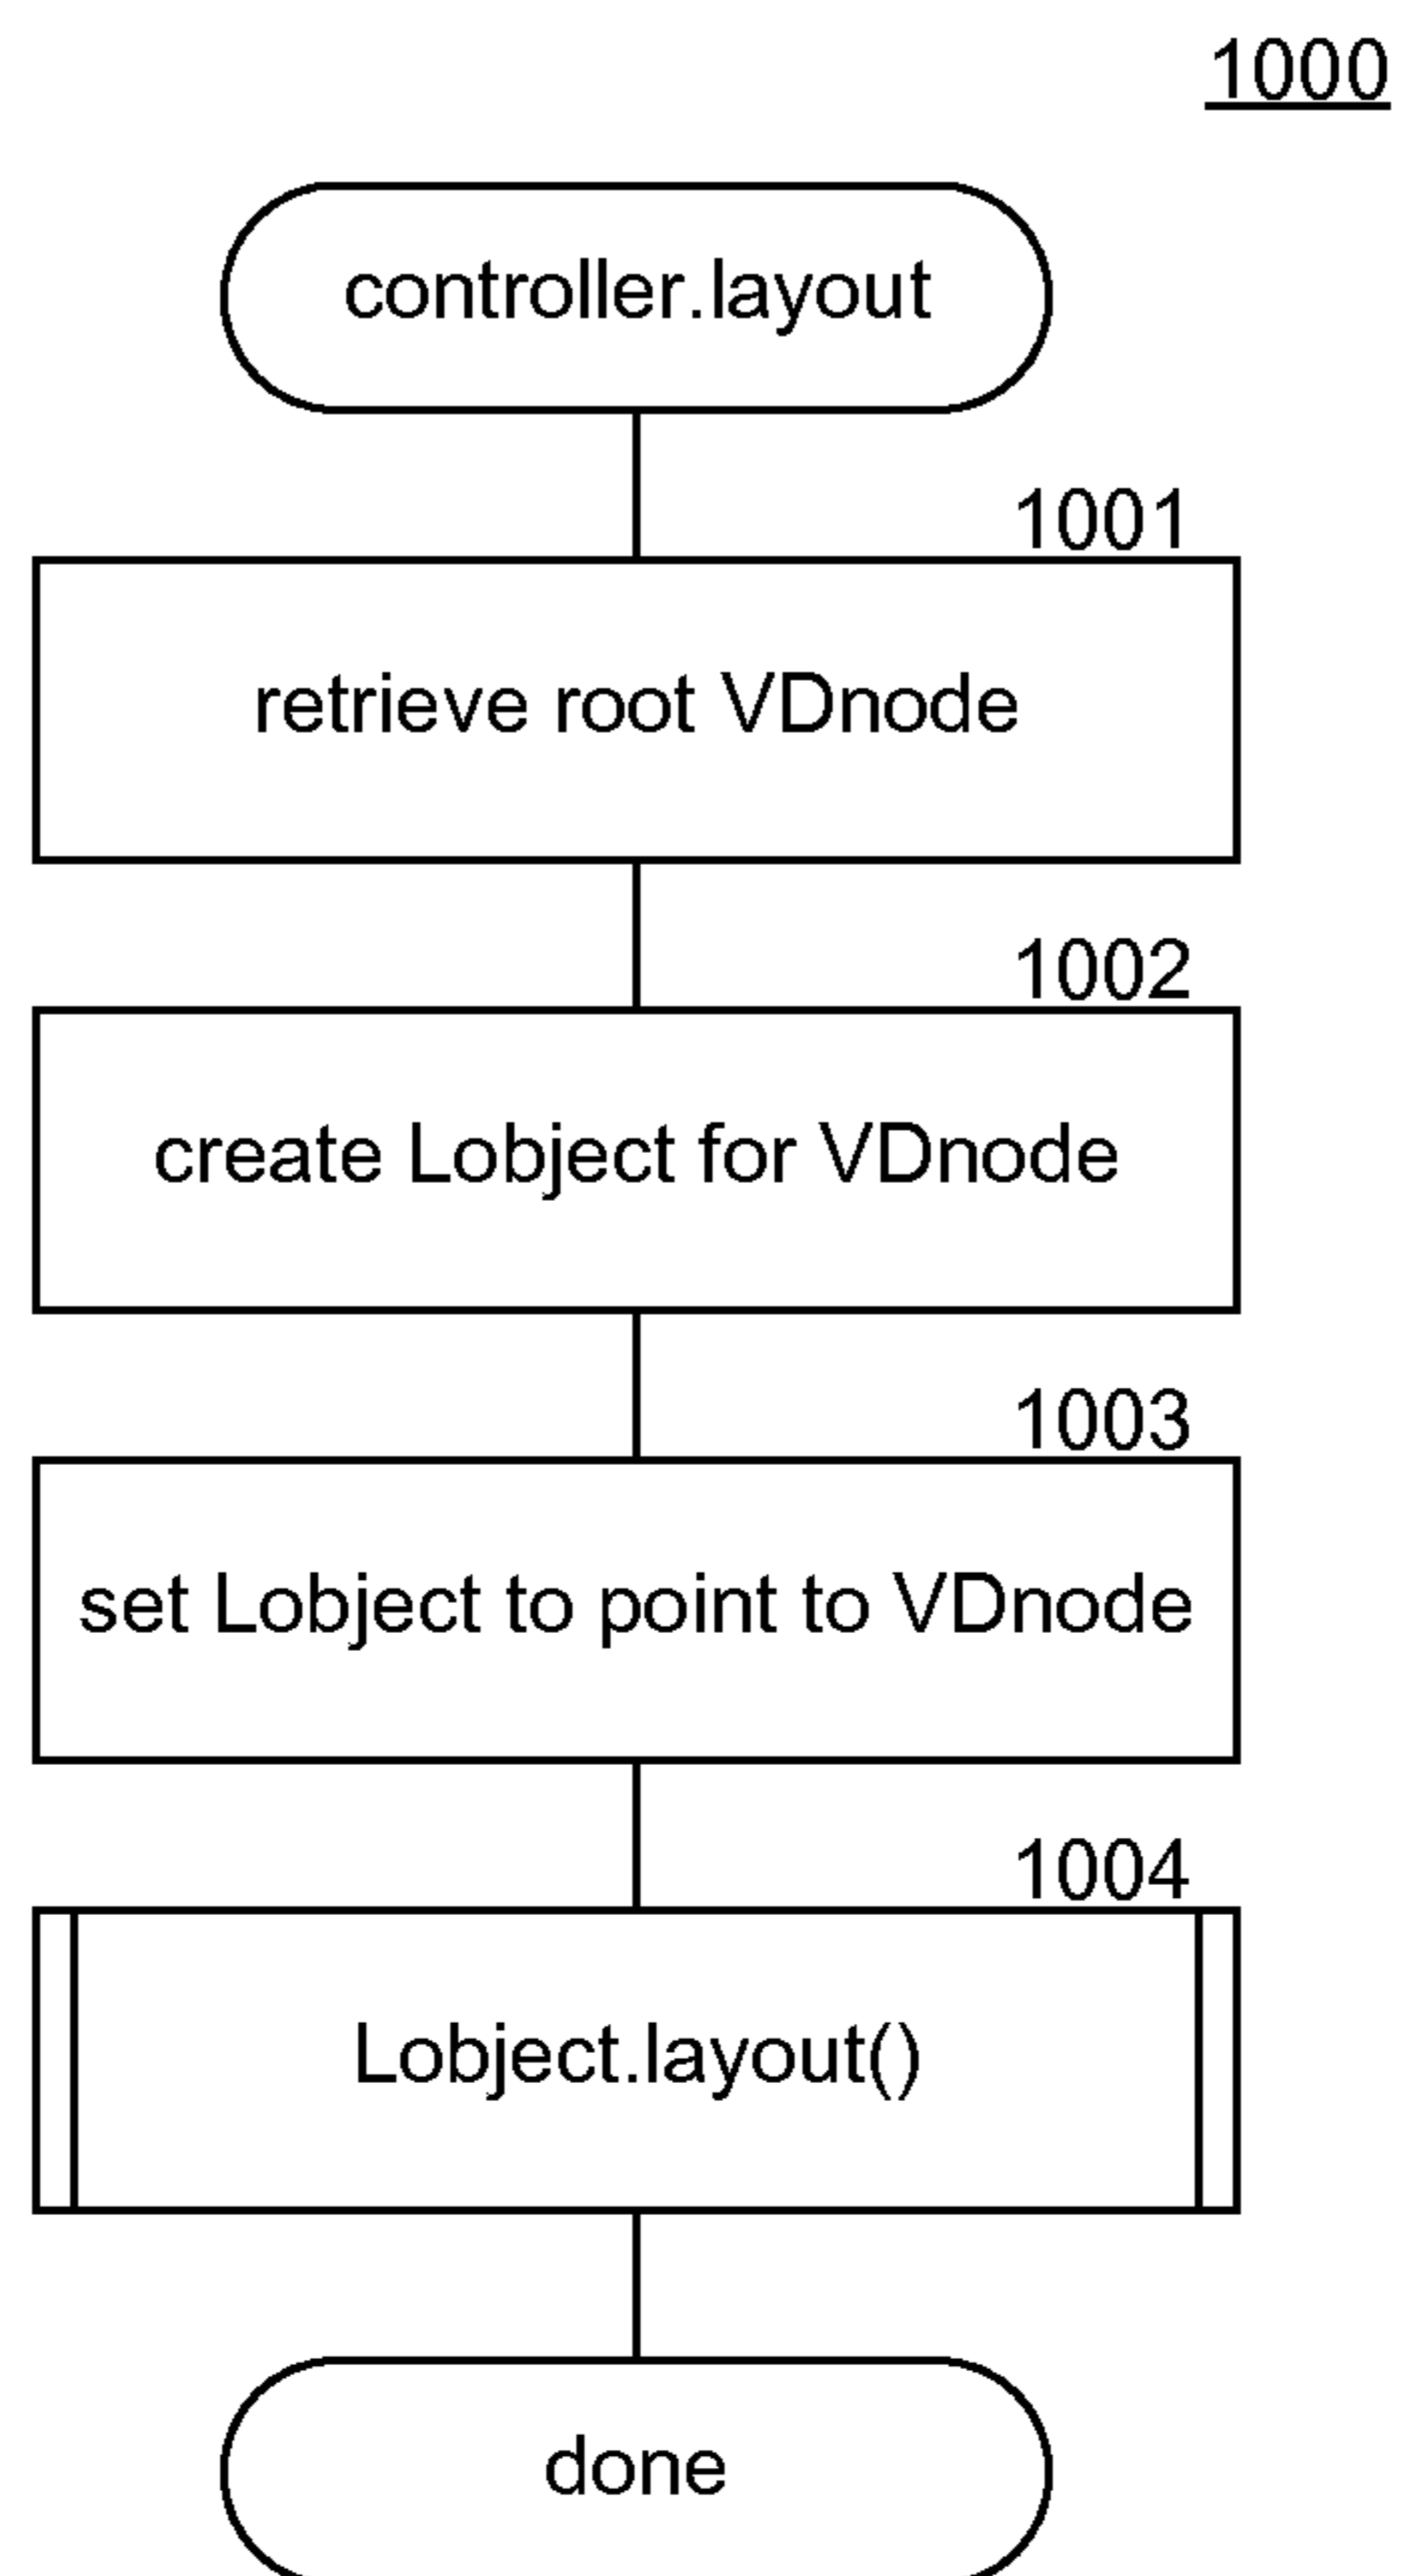 1000
controller.layout
1001
retrieve root VDnode
1002
create Lobject for VDnode
1003
set Lobject to point to VDnode
1004
Lobject.layout()
done